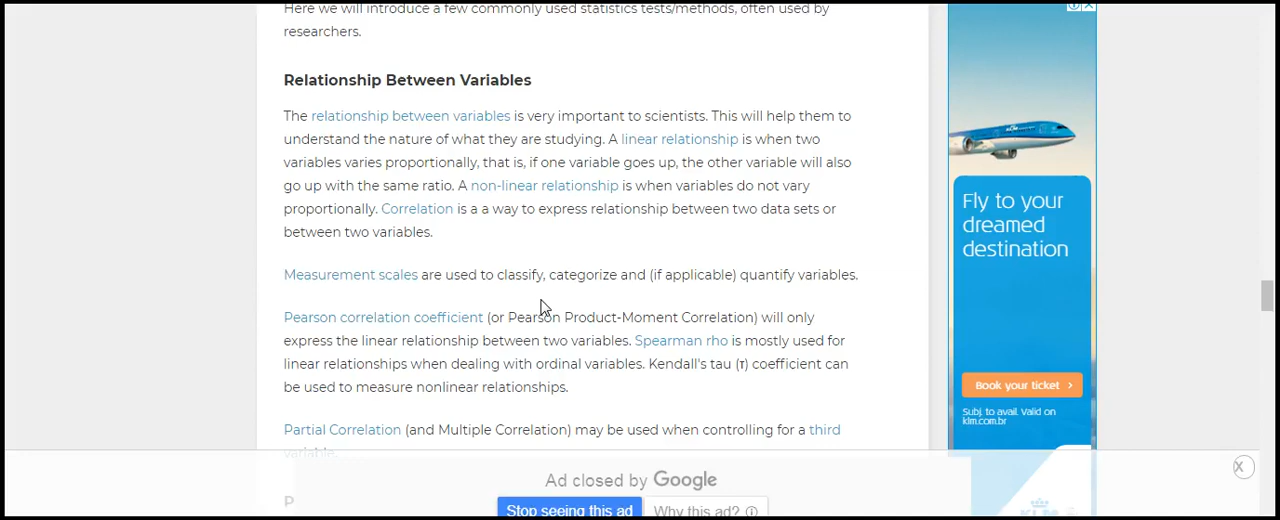 Here we will introduce a few commonly used statistics tests/methods, often used by
researchers.
Relationship Between Variables
The relationship between variables is very important to scientists. This will help them to
understand the nature of what they are studying. A linear relationship is when two
variables varies proportionally, that is, if one variable goes up, the other variable will also
go up with the same ratio. A non-linear relationship is when variables do not vary
proportionally. Correlation is a a way to express relationship between two data sets or
between two variables.
Measurement scales are used to classify, categorize and (if applicable) quantify variables.
Pearson correlation coefficient (or Pearson Product-Moment Correlation) will only
express the linear relationship between two variables. Spearman rho is mostly used for
linear relationships when dealing with ordinal variables. Kendall's tau (τ) coefficient can
be used to measure nonlinear relationships.
Partial Correlation (and Multiple Correlation) may be used when controlling for a third
variable.
P
Ad closed by Google
Stop seeing this ad
Why this ad?
X
KLM
Fly to your
dreamed
destination
Book your ticket >
Subj. to avail. Valid on
klm.com.br
KLM